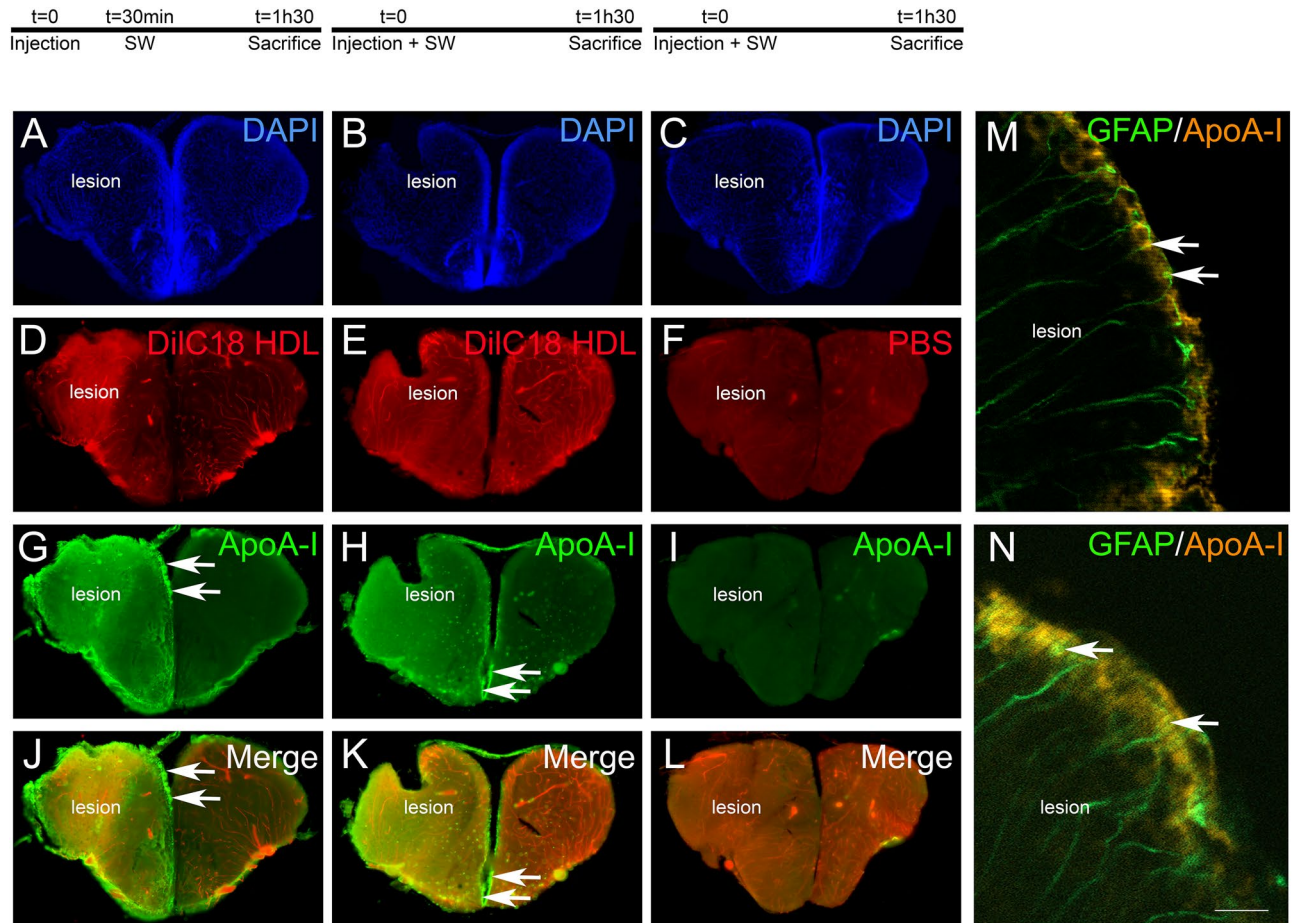 t=0 t=30min t=1h30 t=0 t=1h30 t=0 t=1h30
Injection SW Sacrifice Injection + SW Sacrifice Injection + SW Sacrifice
A DAPI B DAPI C DAPI M GFAP/ApoA-I
lesion lesion lesion
lesion
D DilC18 HDL E DilC18 HDL F PBS
lesion lesion lesion
G ApoA-I H ApoA-I I ApoA-I N GFAP/ApoA-I
lesion lesion lesion
lesion
J Merge K Merge L Merge
lesion lesion lesion